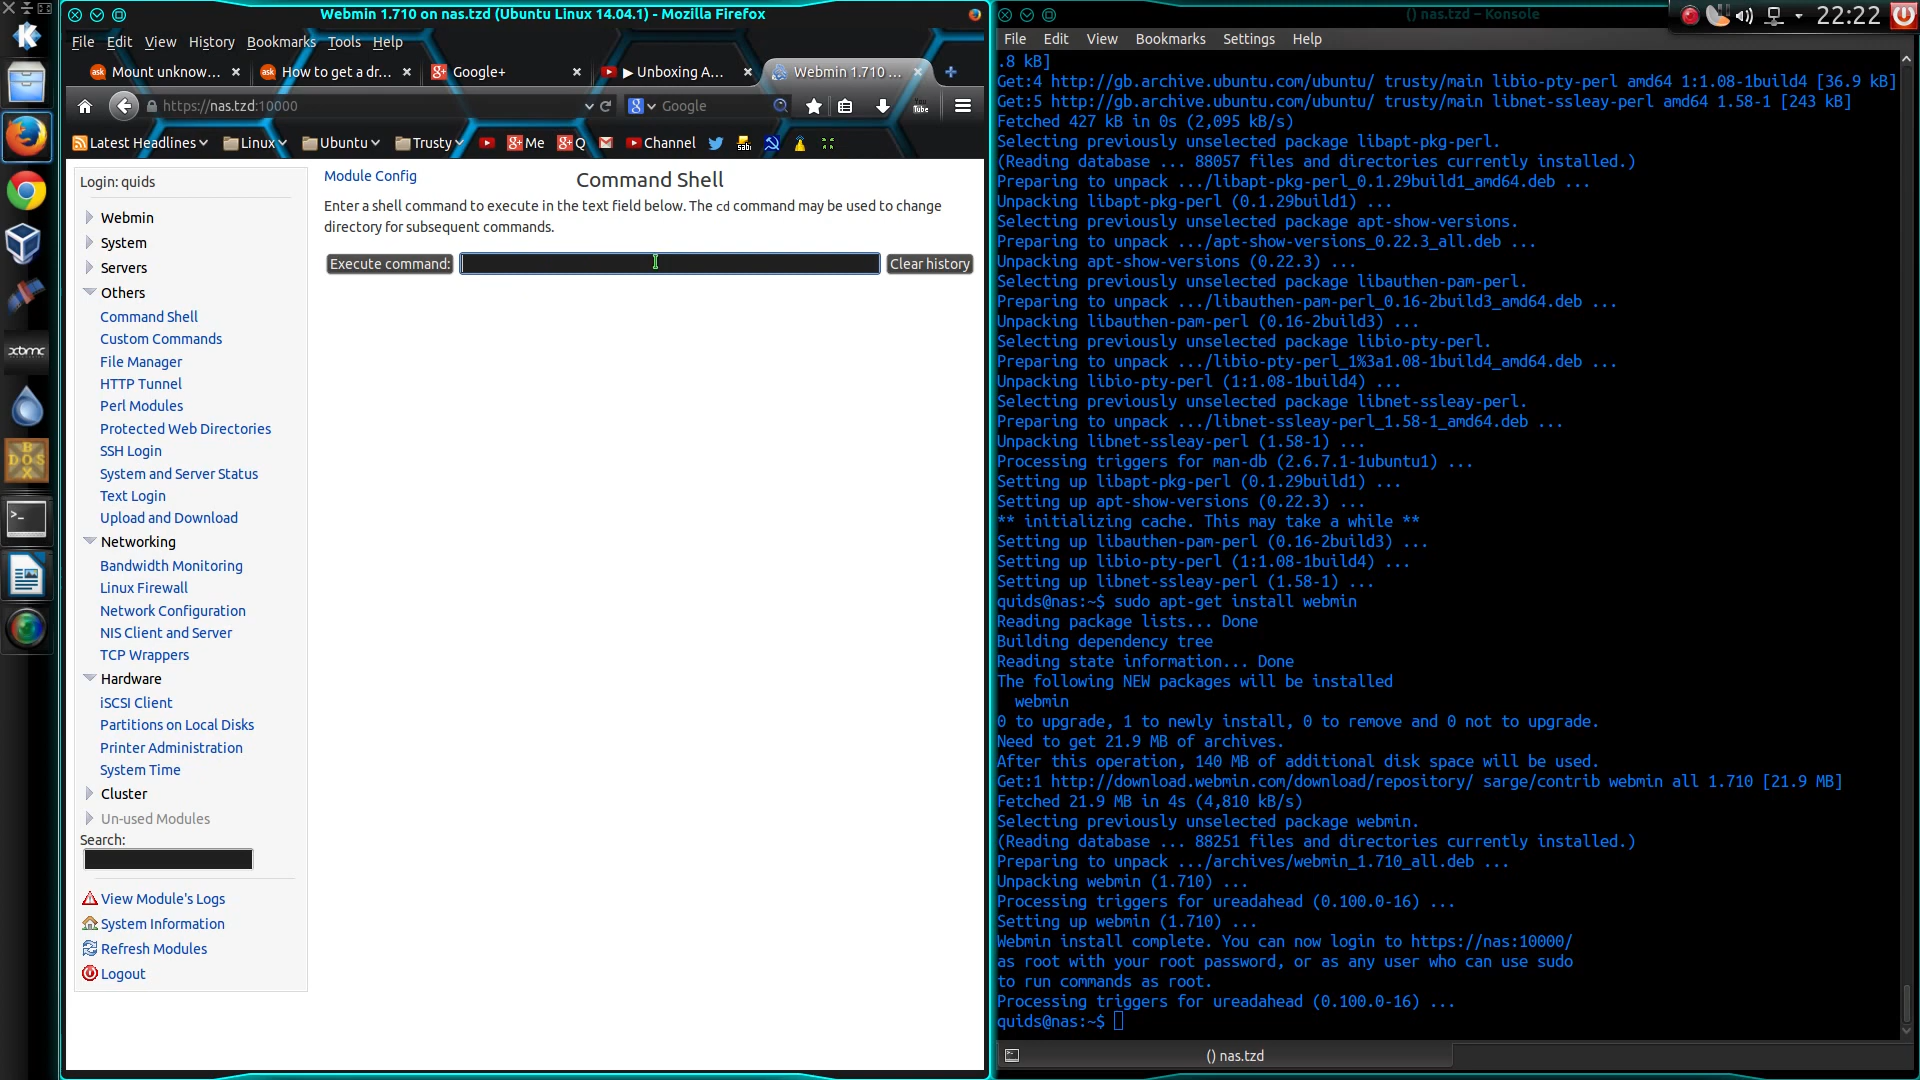 Webmin 1.710 on nas.tzd (Ubuntu Linux 14.04.1) - Mozilla Firefox
File Edit View History Bookmarks Tools Help
Mount unknow...
How to get a dr...
Google+
▶ Unboxing A...
Webmin 1.710 ...
https://nas.tzd:10000
Google
You Tube
Latest Headlines
Linux
Ubuntu
Trusty
Me
Q
Channel
Login: quids
Webmin
System
Servers
Others
Command Shell
Custom Commands
File Manager
HTTP Tunnel
Perl Modules
Protected Web Directories
SSH Login
System and Server Status
Text Login
Upload and Download
Networking
Bandwidth Monitoring
Linux Firewall
Network Configuration
NIS Client and Server
TCP Wrappers
Hardware
iSCSI Client
Partitions on Local Disks
Printer Administration
System Time
Cluster
Un-used Modules
Search:
View Module's Logs
System Information
Refresh Modules
Logout
Module Config
Command Shell
Enter a shell command to execute in the text field below. The cd command may be used to change
directory for subsequent commands.
Execute command:
Clear history
xbmc
() nas.tzd – Konsole
22:22
File Edit View Bookmarks Settings Help
.8 kB]
Get:4 http://gb.archive.ubuntu.com/ubuntu/ trusty/main libio-pty-perl amd64 1:1.08-1build4 [36.9 kB]
Get:5 http://gb.archive.ubuntu.com/ubuntu/ trusty/main libnet-ssleay-perl amd64 1.58-1 [243 kB]
Fetched 427 kB in 0s (2,095 kB/s)
Selecting previously unselected package libapt-pkg-perl.
(Reading database ... 88057 files and directories currently installed.)
Preparing to unpack .../libapt-pkg-perl_0.1.29build1_amd64.deb ...
Unpacking libapt-pkg-perl (0.1.29build1) ...
Selecting previously unselected package apt-show-versions.
Preparing to unpack .../apt-show-versions_0.22.3_all.deb ...
Unpacking apt-show-versions (0.22.3) ...
Selecting previously unselected package libauthen-pam-perl.
Preparing to unpack .../libauthen-pam-perl_0.16-2build3_amd64.deb ...
Unpacking libauthen-pam-perl (0.16-2build3) ...
Selecting previously unselected package libio-pty-perl.
Preparing to unpack .../libio-pty-perl_1%3a1.08-1build4_amd64.deb ...
Unpacking libio-pty-perl (1:1.08-1build4) ...
Selecting previously unselected package libnet-ssleay-perl.
Preparing to unpack .../libnet-ssleay-perl_1.58-1_amd64.deb ...
Unpacking libnet-ssleay-perl (1.58-1) ...
Processing triggers for man-db (2.6.7.1-1ubuntu1) ...
Setting up libapt-pkg-perl (0.1.29build1) ...
Setting up apt-show-versions (0.22.3) ...
** initializing cache. This may take a while **
Setting up libauthen-pam-perl (0.16-2build3) ...
Setting up libio-pty-perl (1:1.08-1build4) ...
Setting up libnet-ssleay-perl (1.58-1) ...
quids@nas:~$ sudo apt-get install webmin
Reading package lists... Done
Building dependency tree
Reading state information... Done
The following NEW packages will be installed
webmin
0 to upgrade, 1 to newly install, 0 to remove and 0 not to upgrade.
Need to get 21.9 MB of archives.
After this operation, 140 MB of additional disk space will be used.
Get:1 http://download.webmin.com/download/repository/ sarge/contrib webmin all 1.710 [21.9 MB]
Fetched 21.9 MB in 4s (4,810 kB/s)
Selecting previously unselected package webmin.
(Reading database ... 88251 files and directories currently installed.)
Preparing to unpack .../archives/webmin_1.710_all.deb ...
Unpacking webmin (1.710) ...
Processing triggers for ureadahead (0.100.0-16) ...
Setting up webmin (1.710) ...
Webmin install complete. You can now login to https://nas:10000/
as root with your root password, or as any user who can use sudo
to run commands as root.
Processing triggers for ureadahead (0.100.0-16) ...
quids@nas:~$
() nas.tzd